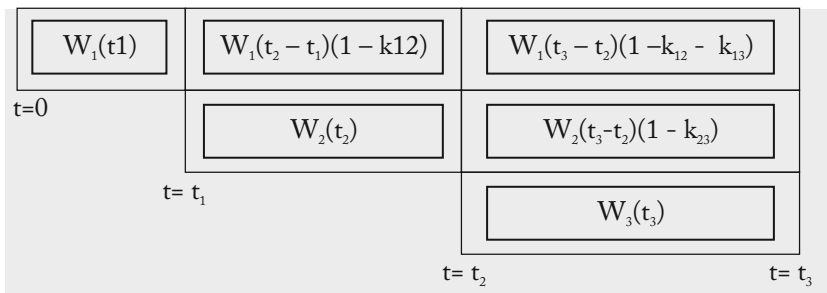 W₁(t1) W₁(t₂ – t₁)(1 – k12) W₁(t₃ – t₂)(1 –k₁₂ - k₁₃)
t=0
W₂(t₂) W₂(t₃-t₂)(1 - k₂₃)
t= t₁
W₃(t₃)
t= t₂ t= t₃